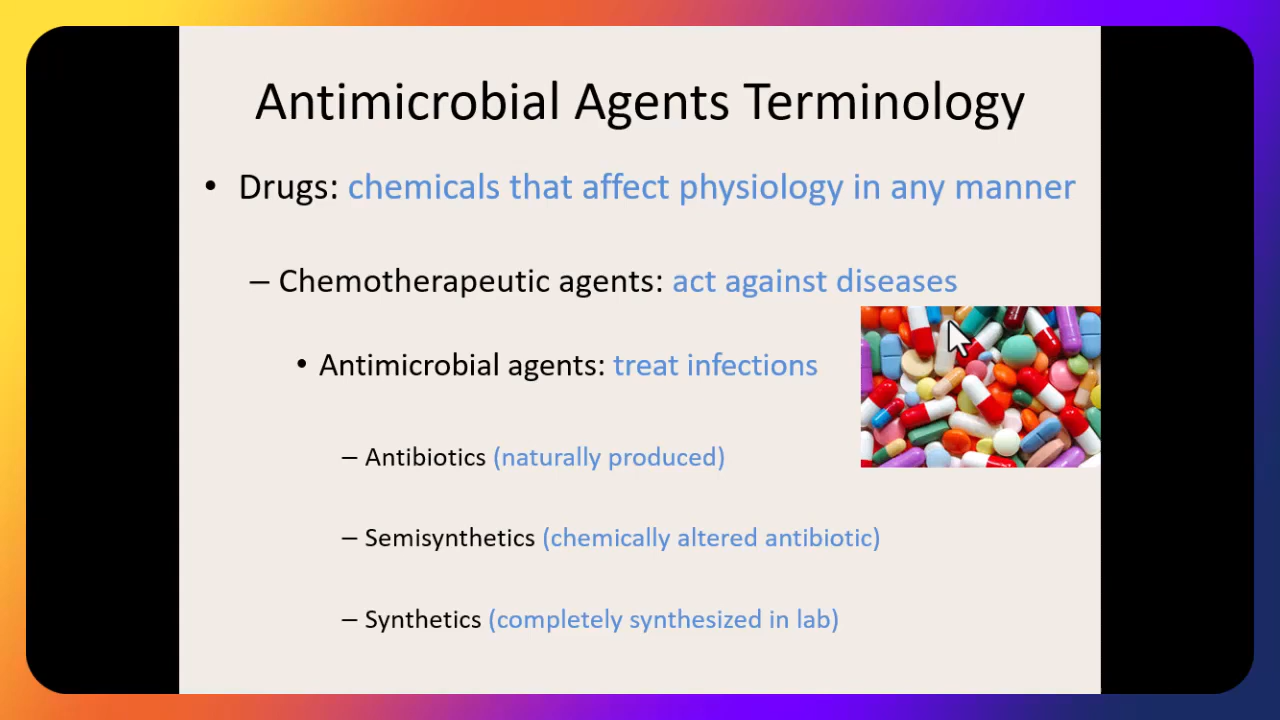 Antimicrobial Agents Terminology
• Drugs: chemicals that affect physiology in any manner
– Chemotherapeutic agents: act against diseases
• Antimicrobial agents: treat infections
– Antibiotics (naturally produced)
– Semisynthetics (chemically altered antibiotic)
– Synthetics (completely synthesized in lab)